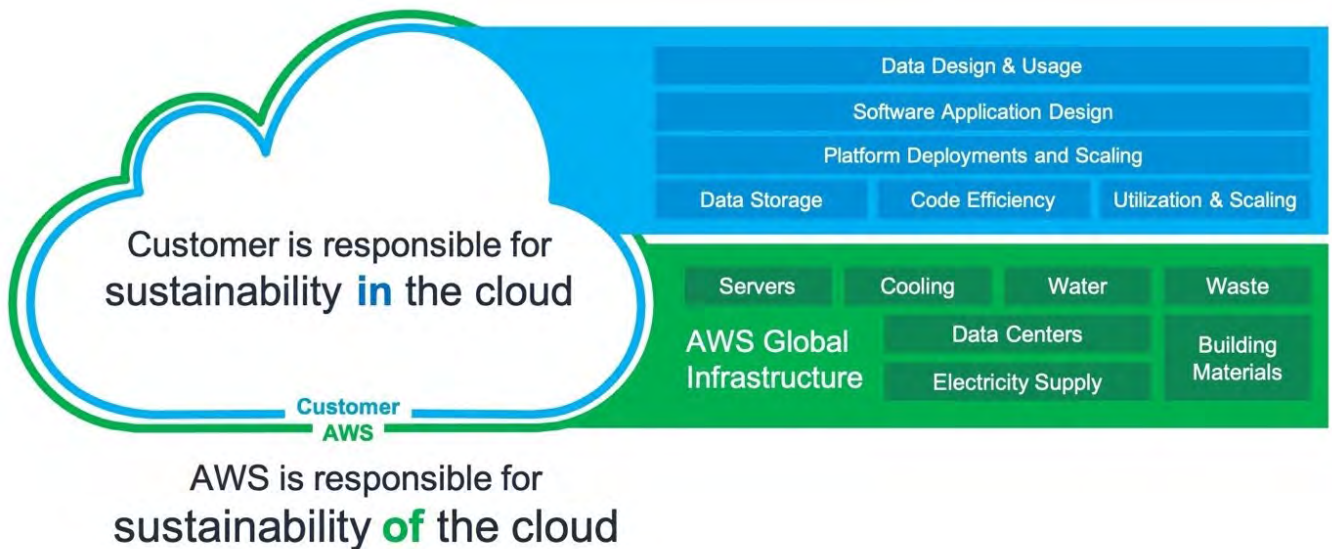 Data Design & Usage
Software Application Design
Platform Deployments and Scaling
Data Storage
Code Efficiency
Utilization & Scaling
Customer is responsible for
sustainability in the cloud
Servers
Cooling
Water
Waste
AWS Global
Infrastructure
Data Centers
Electricity Supply
Building
Materials
Customer
AWS
AWS is responsible for
sustainability of the cloud